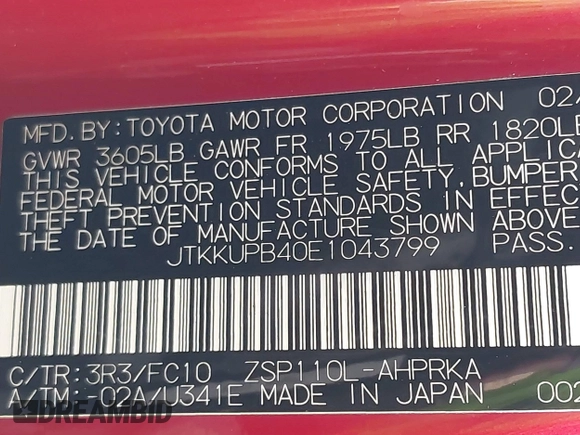 MFD.BY:TOYOTA MOTOR CORPORATION 02/
GVWR 3605LB GAWR FR 1975LB RR 1820LB
THIS VEHICLE CONFORMS TO ALL APPLICA
FEDERAL MOTOR VEHICLE SAFETY,BUMPER
THEFT PREVENTION STANDARDS IN EFFEC
THE DATE OF MANUFACTURE SHOWN ABOVE
JTKKUPB40E1043799 PASS.
C/TR:3R3/FC10 ZSP110L-AHPRKA
A/TM:-02A/U341E MADE IN JAPAN 002
DREAMBID